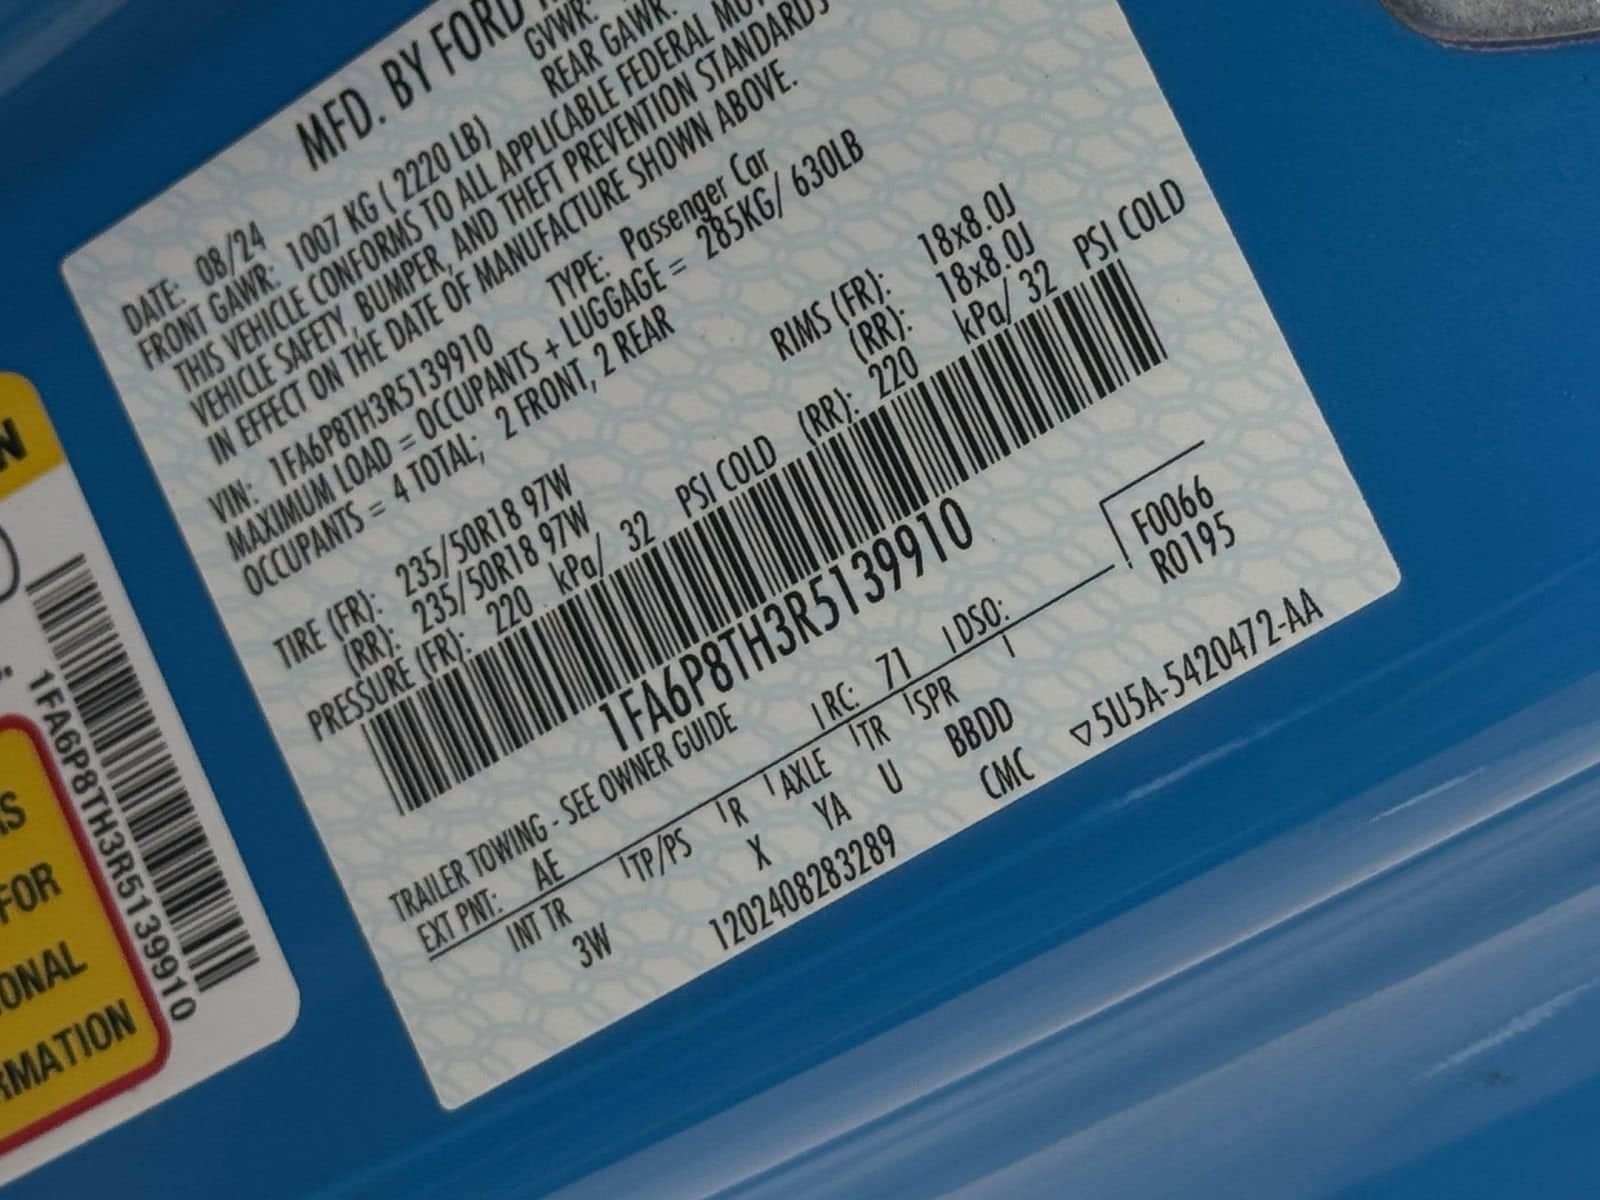 MFD. BY FORD
DATE: 08/24 GVWR:
FRONT GAWR: 1007 KG ( 2220 LB) REAR GAWR:
THIS VEHICLE CONFORMS TO ALL APPLICABLE FEDERAL
VEHICLE SAFETY, BUMPER, AND THEFT PREVENTION STANDARDS
IN EFFECT ON THE DATE OF MANUFACTURE SHOWN ABOVE.
VIN: 1FA6P8TH3R5139910 TYPE: Passenger Car
MAXIMUM LOAD = OCCUPANTS + LUGGAGE = 285KG/ 630LB
OCCUPANTS = 4 TOTAL; 2 FRONT, 2 REAR
TIRE (FR): 235/50R18 97W RIMS (FR): 18x8.0J
(RR): 235/50R18 97W (RR): 18x8.0J
PRESSURE (FR): 220 kPa/ 32 PSI COLD (RR): 220 kPa/ 32 PSI COLD
1FA6P8TH3R5139910
TRAILER TOWING - SEE OWNER GUIDE
F0066
R0195
EXT PNT: AE RC: 71 DSO:
INT TR TP/PS R AXLE TR SPR
3W X YA U BBDD
1202408283289 CMC ▽5U5A-5420472-AA
1FA6P8TH3R5139910
FOR